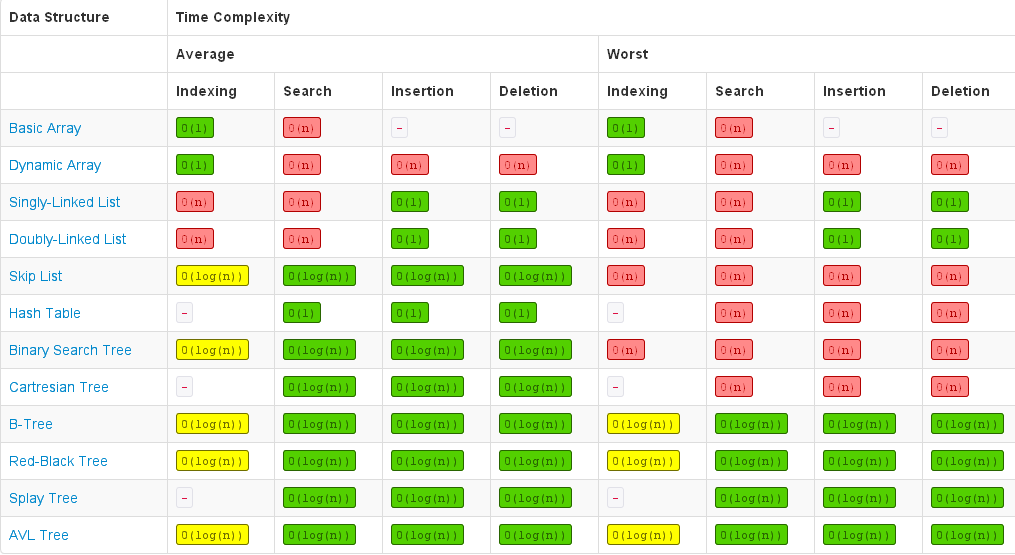 Data Structure Time Complexity
Average Worst
Indexing Search Insertion Deletion Indexing Search Insertion Deletion
Basic Array O(1) O(n) - - O(1) O(n) - -
Dynamic Array O(1) O(n) O(n) O(n) O(1) O(n) O(n) O(n)
Singly-Linked List O(n) O(n) O(1) O(1) O(n) O(n) O(1) O(1)
Doubly-Linked List O(n) O(n) O(1) O(1) O(n) O(n) O(1) O(1)
Skip List O(log(n)) O(log(n)) O(log(n)) O(log(n)) O(n) O(n) O(n) O(n)
Hash Table - O(1) O(1) O(1) - O(n) O(n) O(n)
Binary Search Tree O(log(n)) O(log(n)) O(log(n)) O(log(n)) O(n) O(n) O(n) O(n)
Cartresian Tree - O(log(n)) O(log(n)) O(log(n)) - O(n) O(n) O(n)
B-Tree O(log(n)) O(log(n)) O(log(n)) O(log(n)) O(log(n)) O(log(n)) O(log(n)) O(log(n))
Red-Black Tree O(log(n)) O(log(n)) O(log(n)) O(log(n)) O(log(n)) O(log(n)) O(log(n)) O(log(n))
Splay Tree - O(log(n)) O(log(n)) O(log(n)) - O(log(n)) O(log(n)) O(log(n))
AVL Tree O(log(n)) O(log(n)) O(log(n)) O(log(n)) O(log(n)) O(log(n)) O(log(n)) O(log(n))